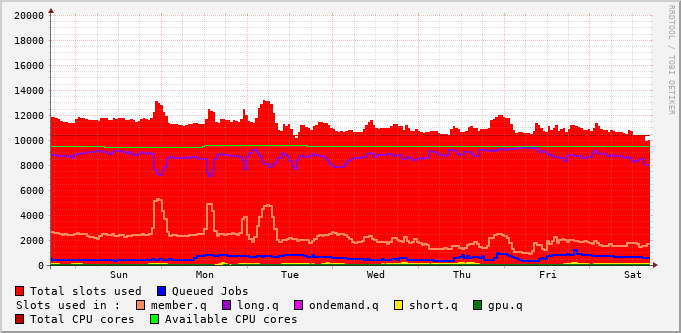 20000
18000
16000
14000
12000
10000
8000
6000
4000
2000
0
Sun Mon Tue Wed Thu Fri Sat
RRDTOOL / TOBI OETIKER
Total slots used Queued Jobs
Slots used in : member.q long.q ondemand.q short.q gpu.q
Total CPU cores Available CPU cores